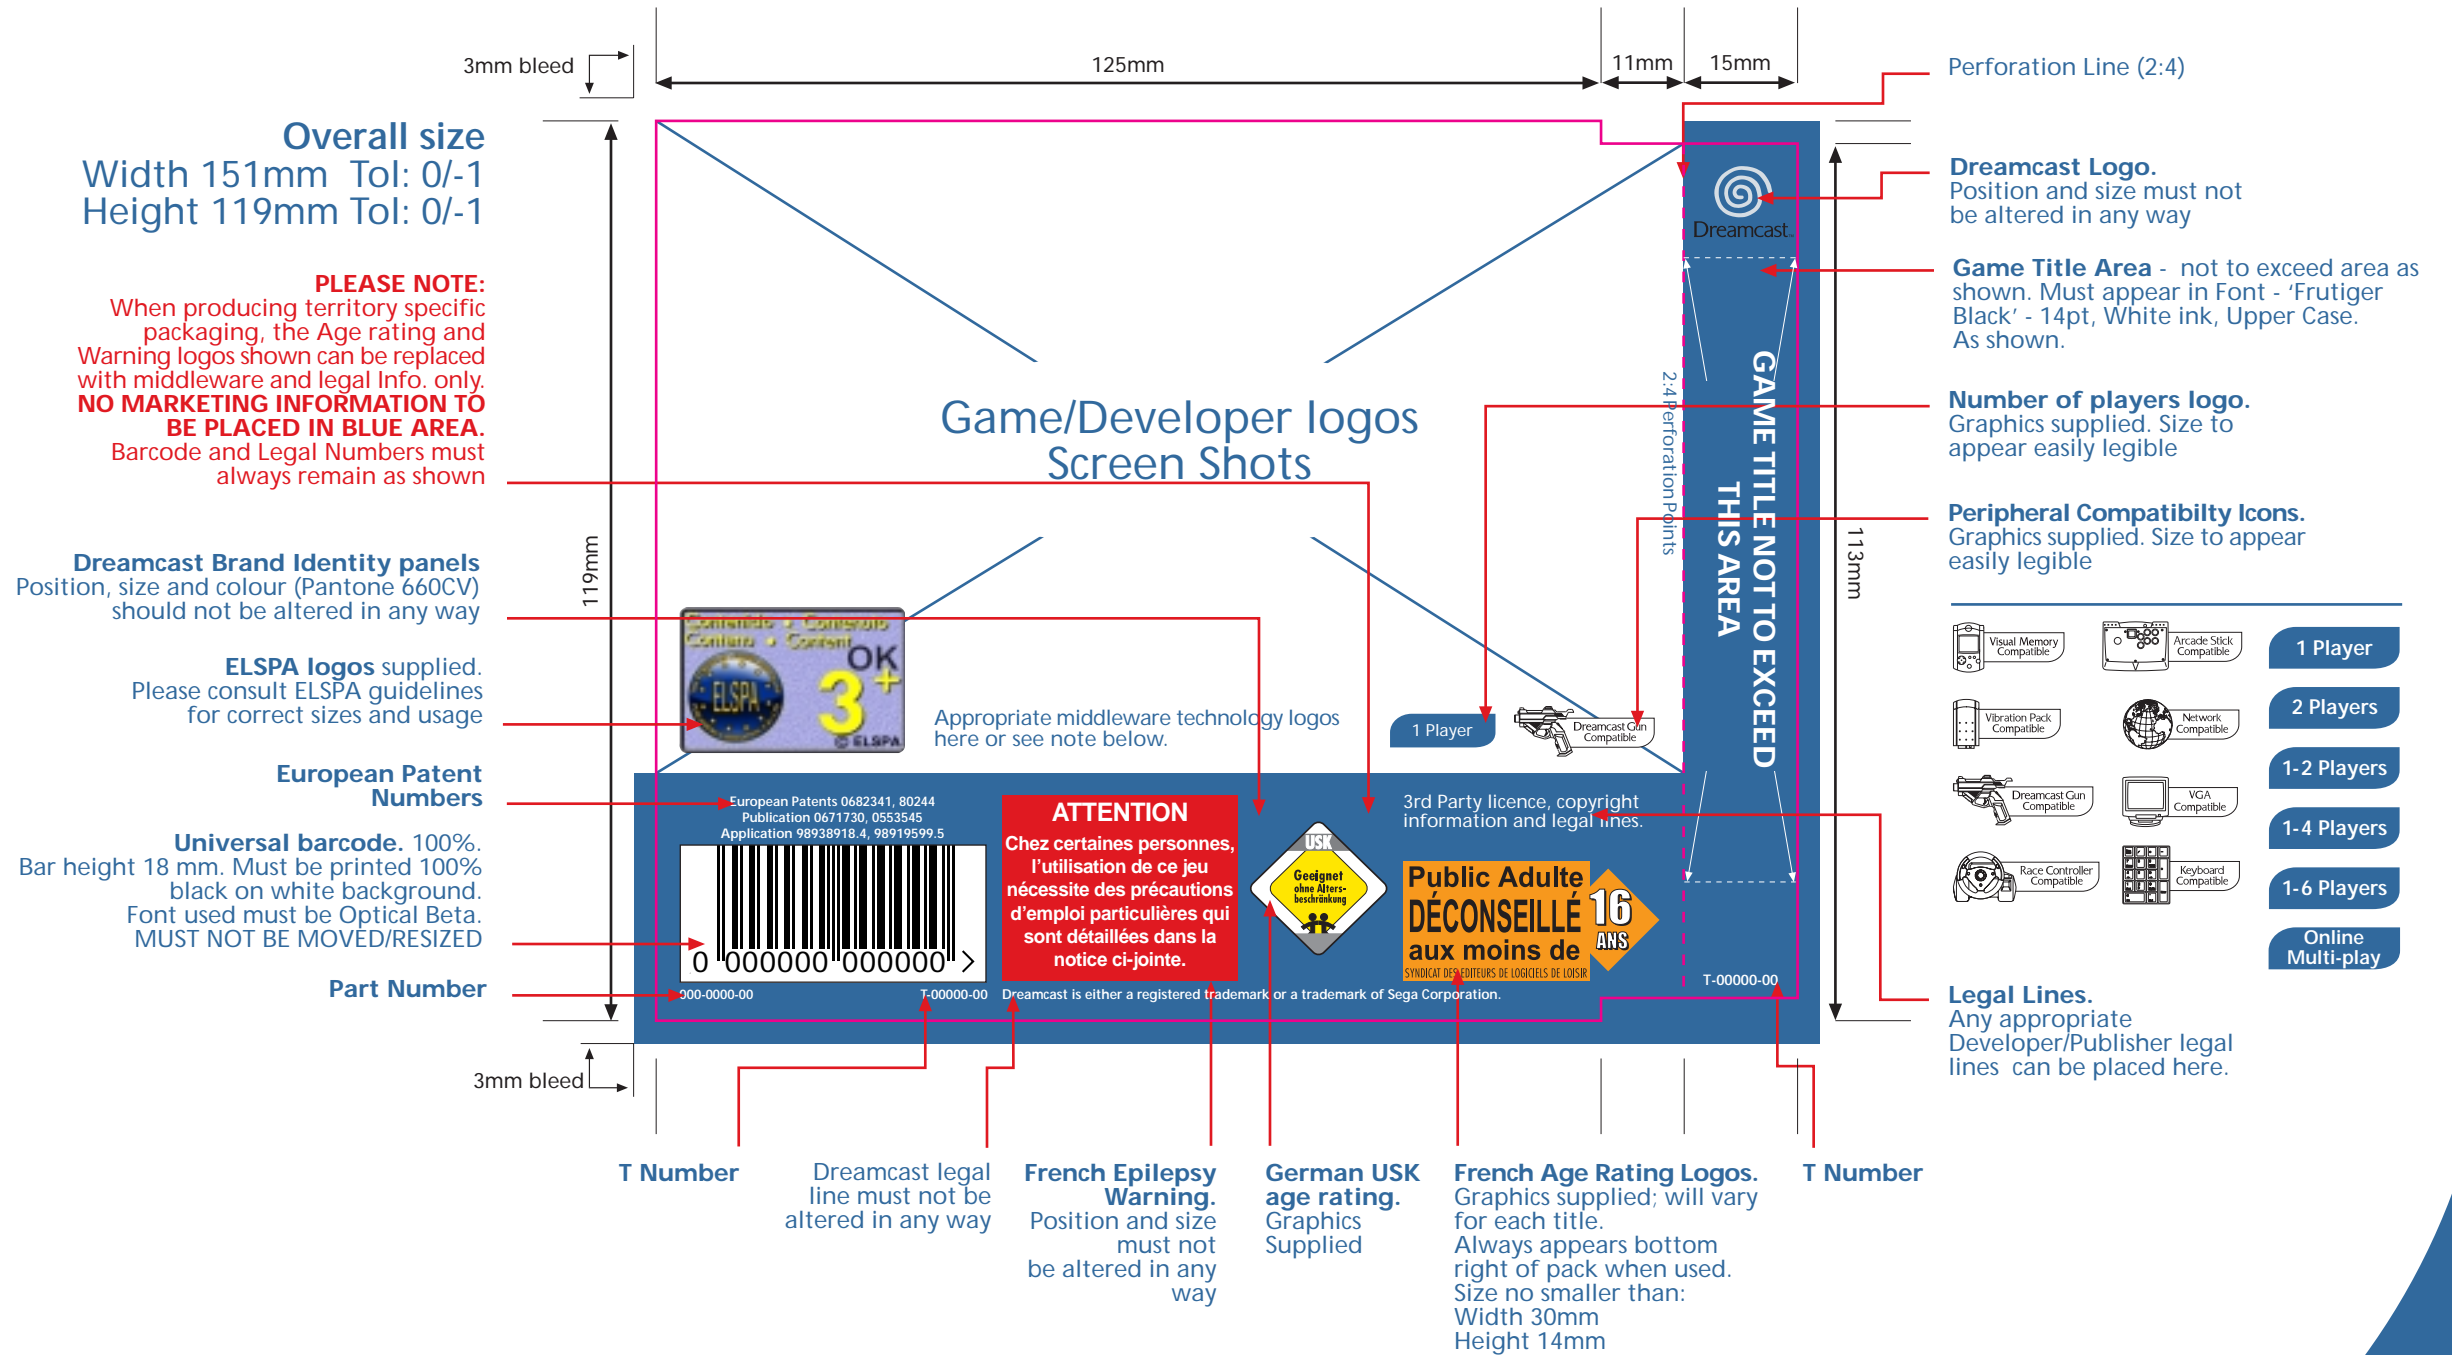 3mm bleed
125mm
11mm
15mm
Perforation Line (2:4)
Overall size
Width 151mm  Tol: 0/-1
Height 119mm Tol: 0/-1
PLEASE NOTE:
When producing territory specific
packaging, the Age rating and
Warning logos shown can be replaced
with middleware and legal Info. only.
NO MARKETING INFORMATION TO
BE PLACED IN BLUE AREA.
Barcode and Legal Numbers must
always remain as shown
Dreamcast Brand Identity panels
Position, size and colour (Pantone 660CV)
should not be altered in any way
ELSPA logos supplied.
Please consult ELSPA guidelines
for correct sizes and usage
European Patent
Numbers
Universal barcode. 100%.
Bar height 18 mm. Must be printed 100%
black on white background.
Font used must be Optical Beta.
MUST NOT BE MOVED/RESIZED
Part Number
3mm bleed
119mm
Game/Developer logos
Screen Shots
Contenido • Contenuto
Contenu • Content
OK
3+
ELSPA
© ELSPA
Appropriate middleware technology logos
here or see note below.
1 Player
Dreamcast Gun
Compatible
2:4 Perforation Points
Dreamcast™
GAME TITLE NOT TO EXCEED
THIS AREA
113mm
European Patents 0682341, 80244
Publication 0671730, 0553545
Application 98938918.4, 98919599.5
0 000000 000000 >
000-0000-00
T-00000-00
ATTENTION
Chez certaines personnes,
l'utilisation de ce jeu
nécessite des précautions
d'emploi particulières qui
sont détaillées dans la
notice ci-jointe.
Dreamcast is either a registered trademark or a trademark of Sega Corporation.
USK
Geeignet
ohne Alters-
beschränkung
3rd Party licence, copyright
information and legal lines.
Public Adulte
DÉCONSEILLÉ
aux moins de
16
ANS
SYNDICAT DES EDITEURS DE LOGICIELS DE LOISIR
T-00000-00
Dreamcast Logo.
Position and size must not
be altered in any way
Game Title Area -  not to exceed area as
shown. Must appear in Font - ‘Frutiger
Black’ - 14pt, White ink, Upper Case.
As shown.
Number of players logo.
Graphics supplied. Size to
appear easily legible
Peripheral Compatibilty Icons.
Graphics supplied. Size to appear
easily legible
Visual Memory
Compatible
Arcade Stick
Compatible
1 Player
Vibration Pack
Compatible
Network
Compatible
2 Players
1-2 Players
Dreamcast Gun
Compatible
VGA
Compatible
1-4 Players
Race Controller
Compatible
Keyboard
Compatible
1-6 Players
Online
Multi-play
Legal Lines.
Any appropriate
Developer/Publisher legal
lines  can be placed here.
T Number
Dreamcast legal
line must not be
altered in any way
French Epilepsy
Warning.
Position and size
must not
be altered in any
way
German USK
age rating.
Graphics
Supplied
French Age Rating Logos.
Graphics supplied; will vary
for each title.
Always appears bottom
right of pack when used.
Size no smaller than:
Width 30mm
Height 14mm
T Number